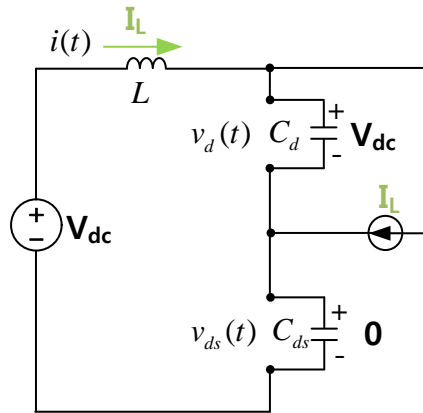 I_L
i(t)
L
+
v_d(t) C_d V_dc
-
I_L
+
−
V_dc
+
v_ds(t) C_ds 0
-